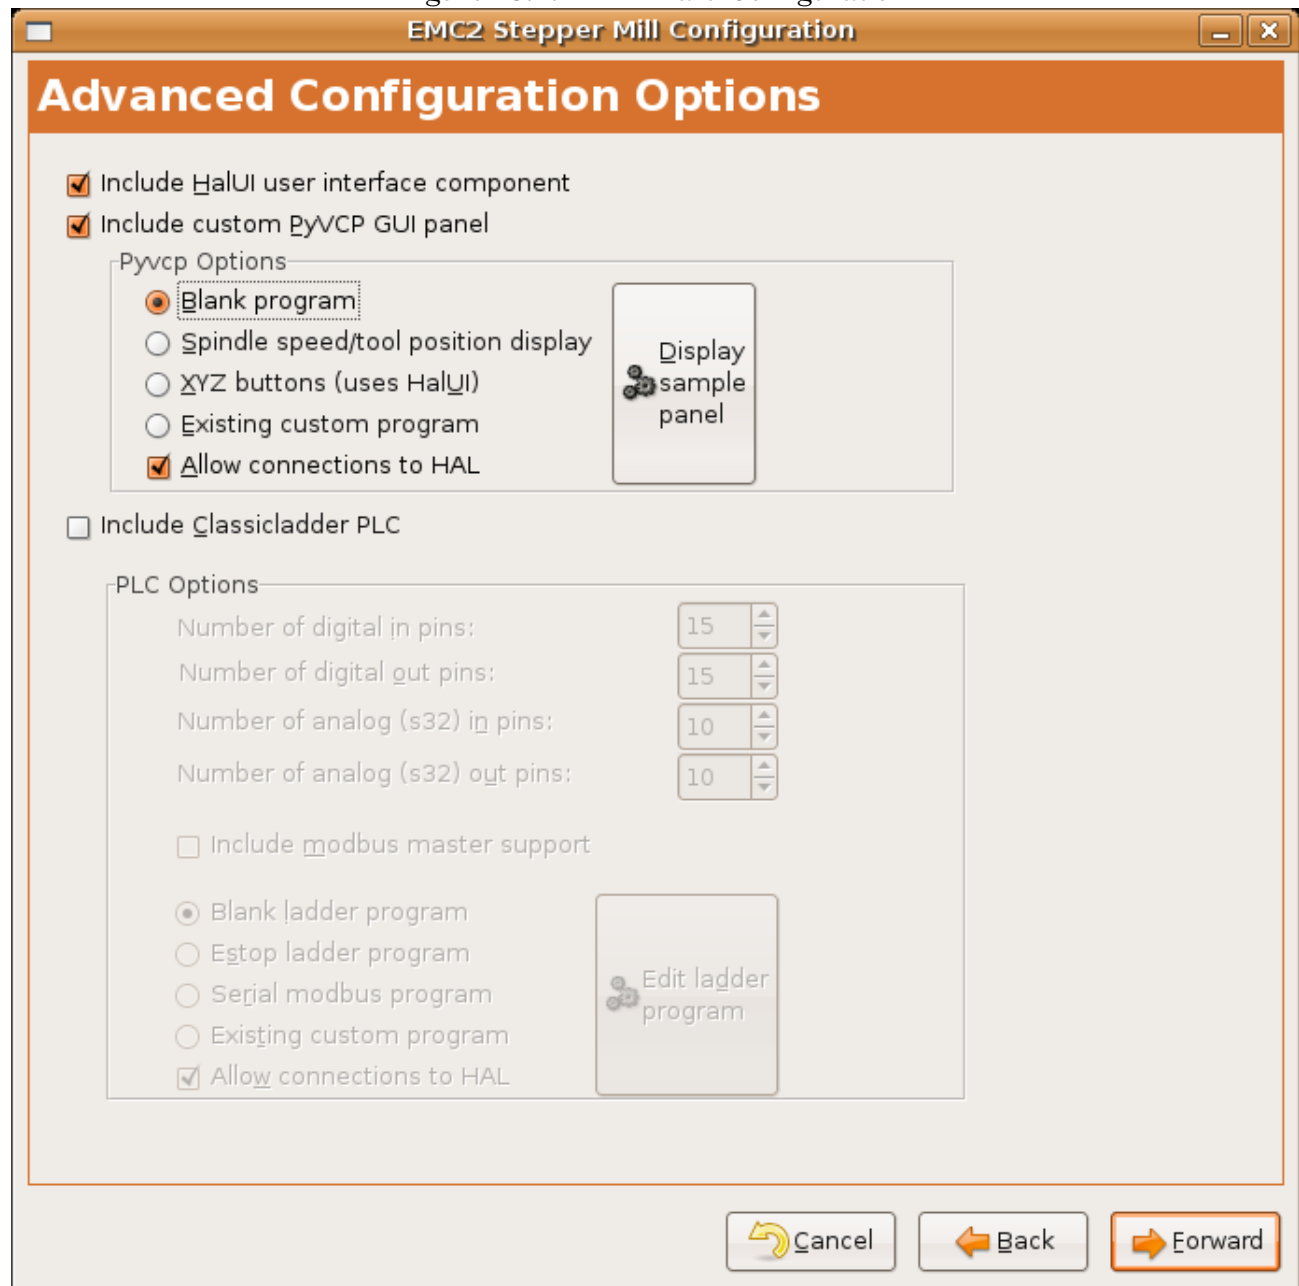 EMC2 Stepper Mill Configuration
Advanced Configuration Options
Include HalUI user interface component
Include custom PyVCP GUI panel
Pyvcp Options
Blank program
Spindle speed/tool position display
XYZ buttons (uses HalUI)
Existing custom program
Allow connections to HAL
Display
sample
panel
Include Classicladder PLC
PLC Options
Number of digital in pins: 15
Number of digital out pins: 15
Number of analog (s32) in pins: 10
Number of analog (s32) out pins: 10
Include modbus master support
Blank ladder program
Estop ladder program
Serial modbus program
Existing custom program
Allow connections to HAL
Edit ladder
program
Cancel
Back
Forward